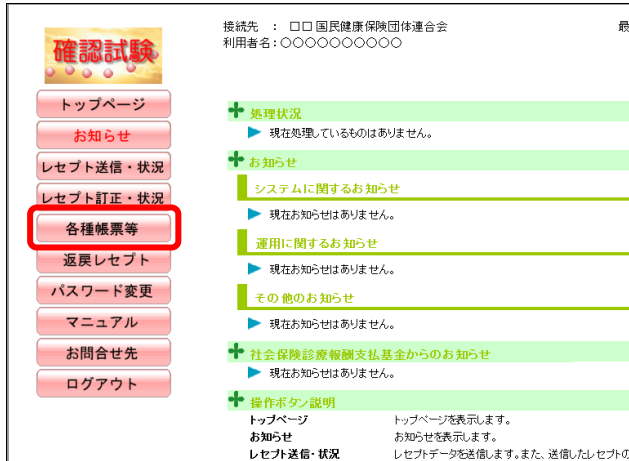 接続先 ： □□国民健康保険団体連合会
最
利用者名：○○○○○○○○○○
確認試験
トップページ
お知らせ
レセプト送信・状況
レセプト訂正・状況
各種帳票等
返戻レセプト
パスワード変更
マニュアル
お問合せ先
ログアウト
処理状況
現在処理しているものはありません。
お知らせ
システムに関するお知らせ
現在お知らせはありません。
運用に関するお知らせ
現在お知らせはありません。
その他のお知らせ
現在お知らせはありません。
社会保険診療報酬支払基金からのお知らせ
現在お知らせはありません。
操作ボタン説明
トップページ トップページを表示します。
お知らせ お知らせを表示します。
レセプト送信・状況 レセプトデータを送信します。また、送信したレセプトの